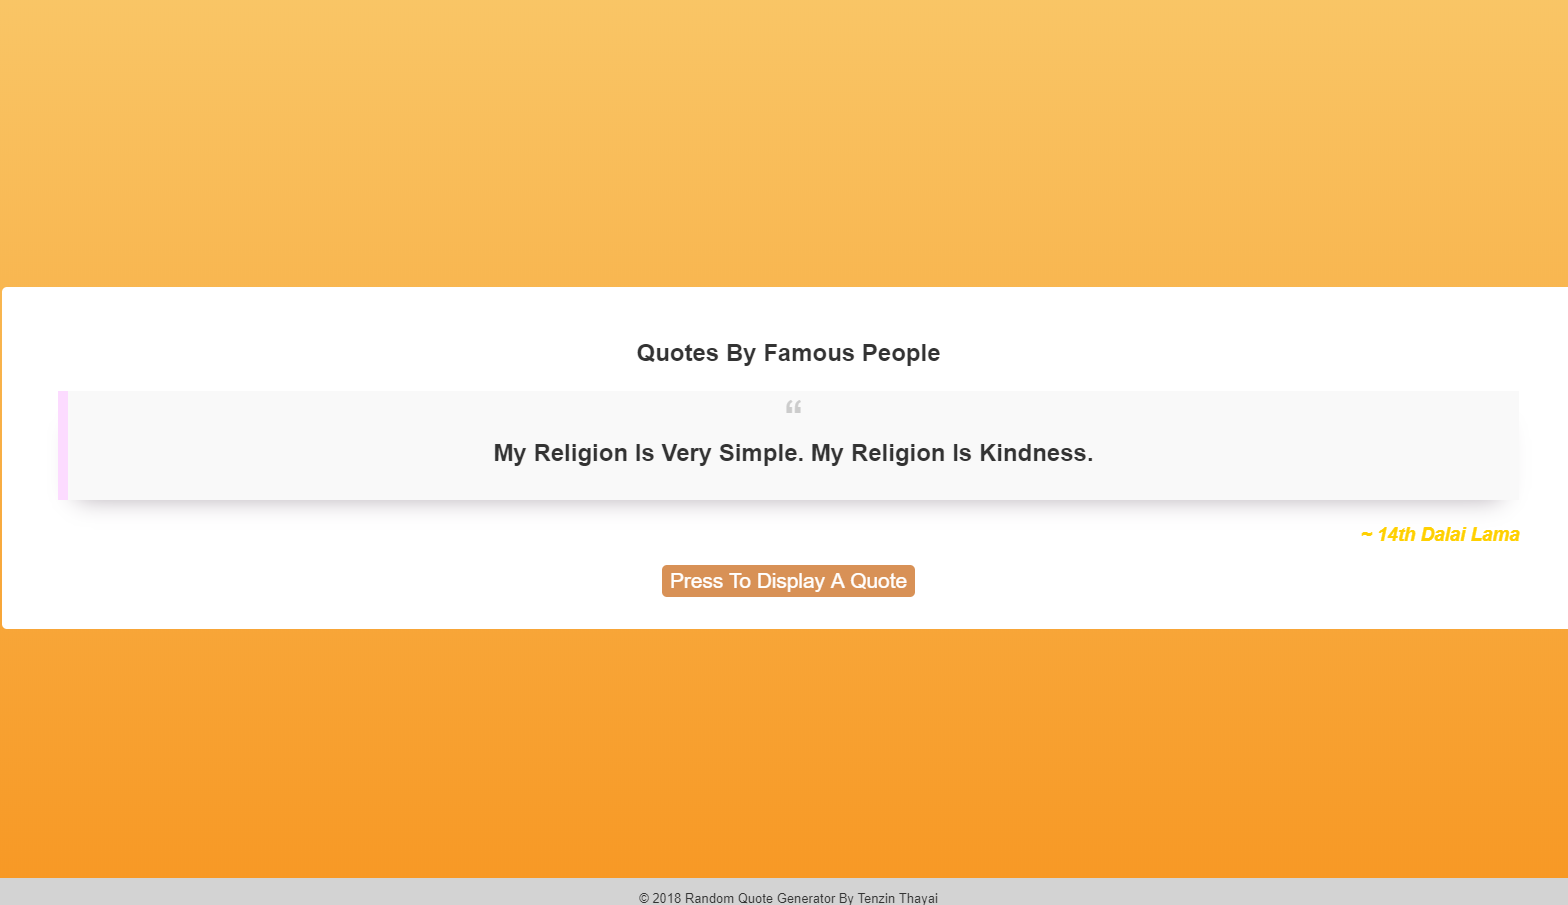 Quotes By Famous People
“
My Religion Is Very Simple. My Religion Is Kindness.
~ 14th Dalai Lama
Press To Display A Quote
© 2018 Random Quote Generator By Tenzin Thayai